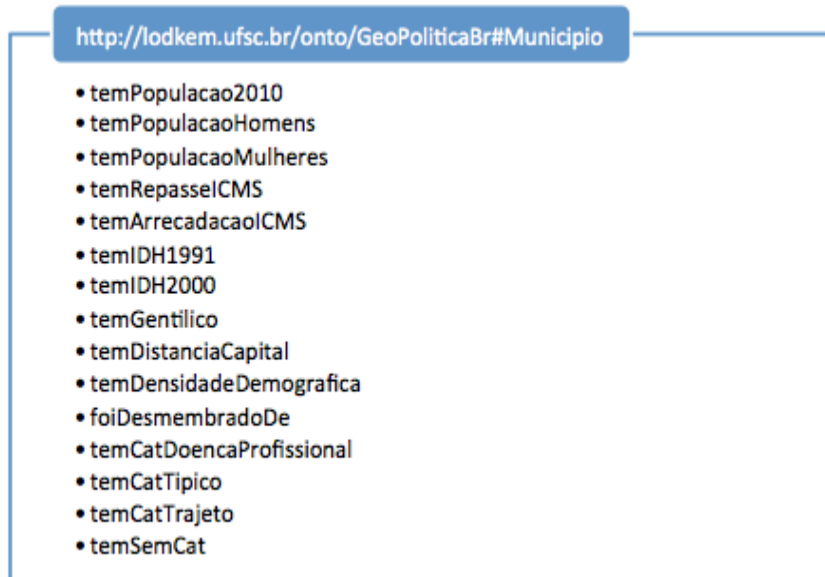 http://lodkem.ufsc.br/onto/GeoPoliticaBr#Municipio
• temPopulacao2010
• temPopulacaoHomens
• temPopulacaoMulheres
• temRepasseICMS
• temArrecadacaoICMS
• temIDH1991
• temIDH2000
• temGentilico
• temDistanciaCapital
• temDensidadeDemografica
• foiDesmembradoDe
• temCatDoencaProfissional
• temCatTipico
• temCatTrajeto
• temSemCat